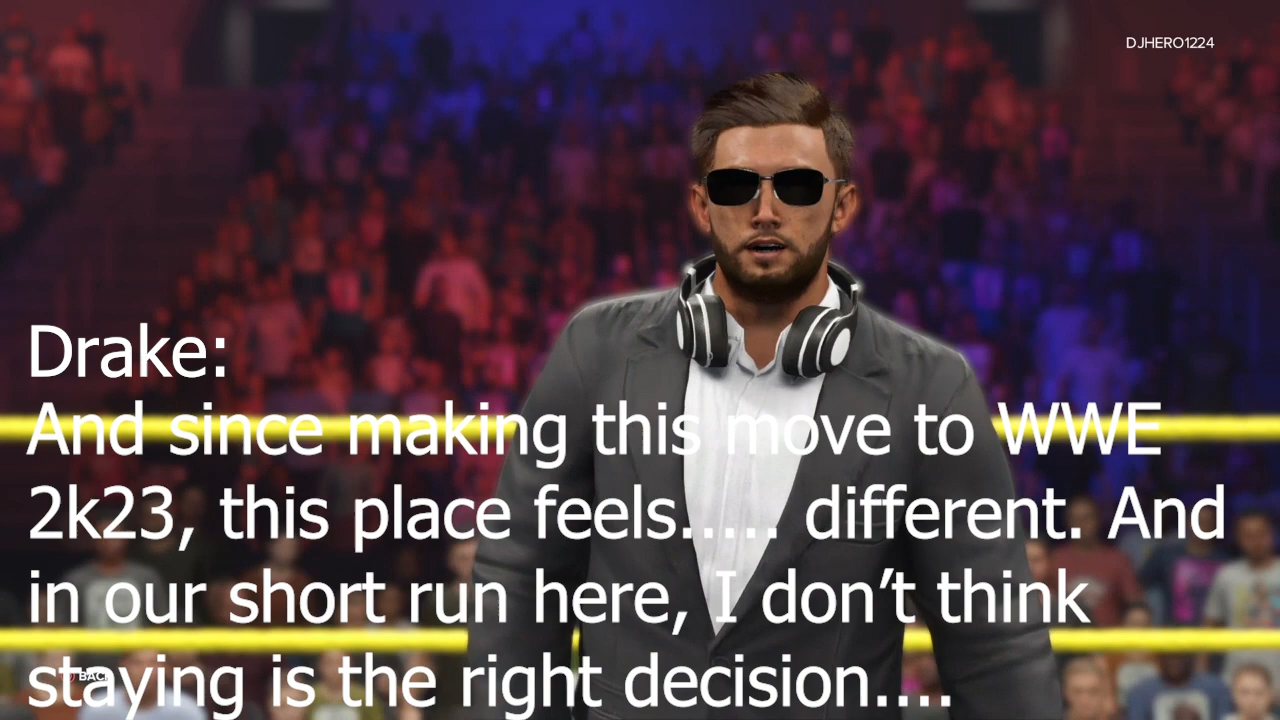 DJHERO1224
Drake:
And since making this move to WWE
2k23, this place feels..... different. And
in our short run here, I don’t think
staying is the right decision....
BACK